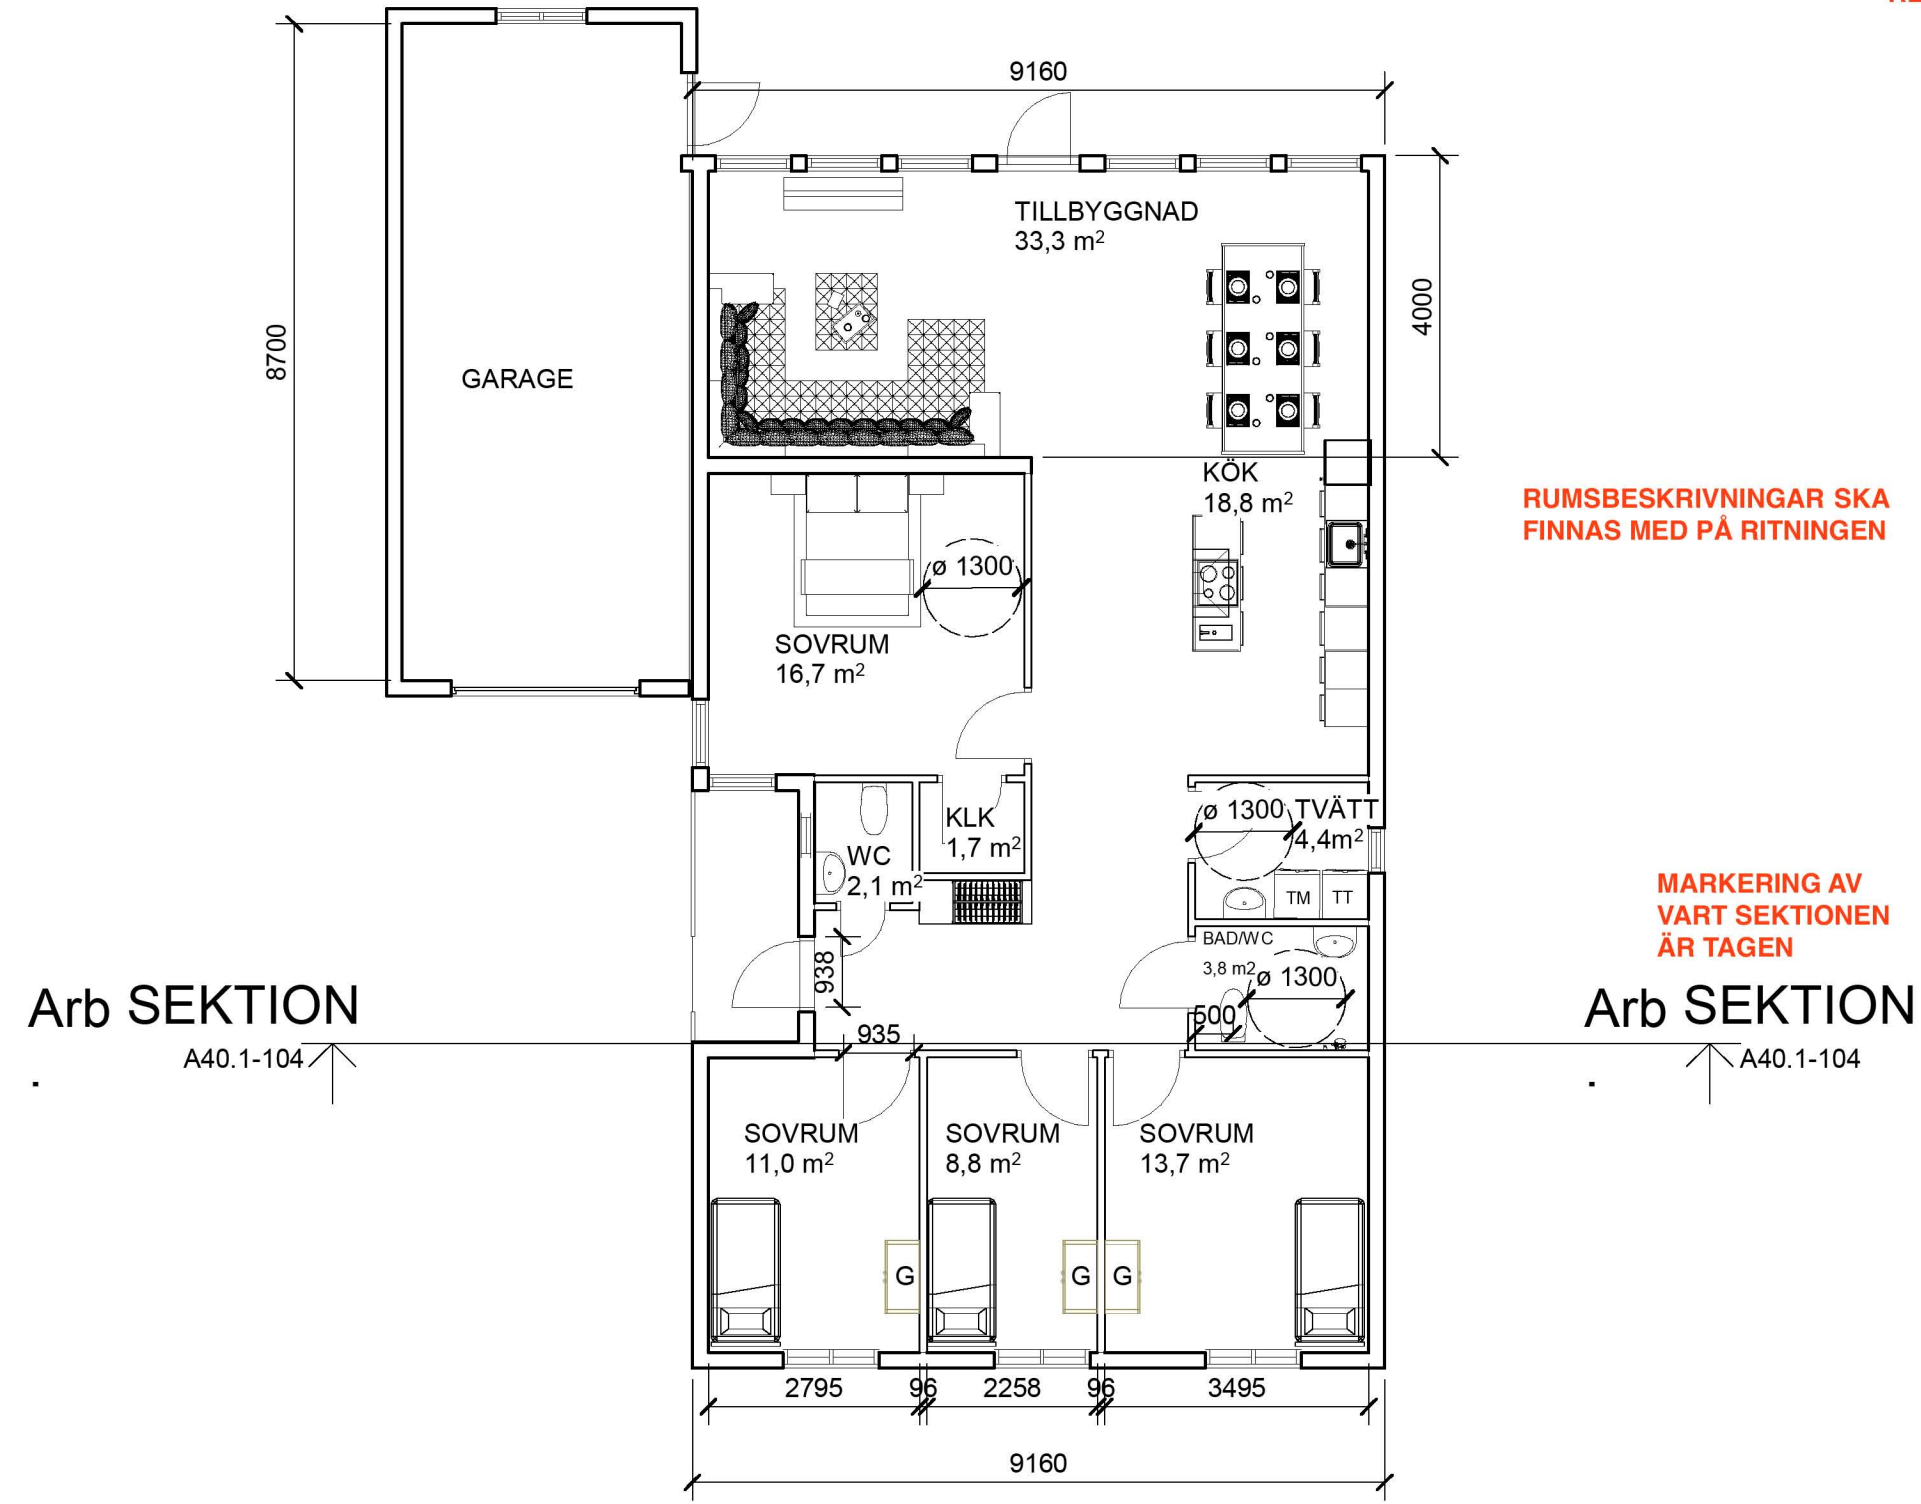 9160
TILLBYGGNAD
33,3 m²
4000
8700
GARAGE
KÖK
18,8 m²
RUMSBESKRIVNINGAR SKA
FINNAS MED PÅ RITNINGEN
ø 1300
SOVRUM
16,7 m²
ø 1300
TVÄTT
4,4m²
KLK
1,7 m²
WC
2,1 m²
TM
TT
MARKERING AV
VART SEKTIONEN
ÄR TAGEN
BAD/WC
3,8 m2
ø 1300
938
500
Arb SEKTION
A40.1-104
.
935
Arb SEKTION
A40.1-104
.
SOVRUM
11,0 m²
SOVRUM
8,8 m²
SOVRUM
13,7 m²
G
G
G
2795
96
2258
96
3495
9160